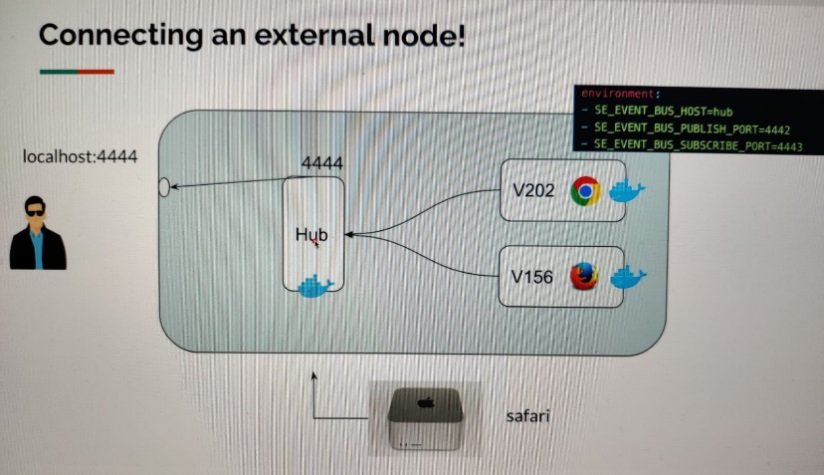 Connecting an external node!
environment:
- SE_EVENT_BUS_HOST=hub
- SE_EVENT_BUS_PUBLISH_PORT=4442
- SE_EVENT_BUS_SUBSCRIBE_PORT=4443
localhost:4444
4444
V202
Hub
V156
safari